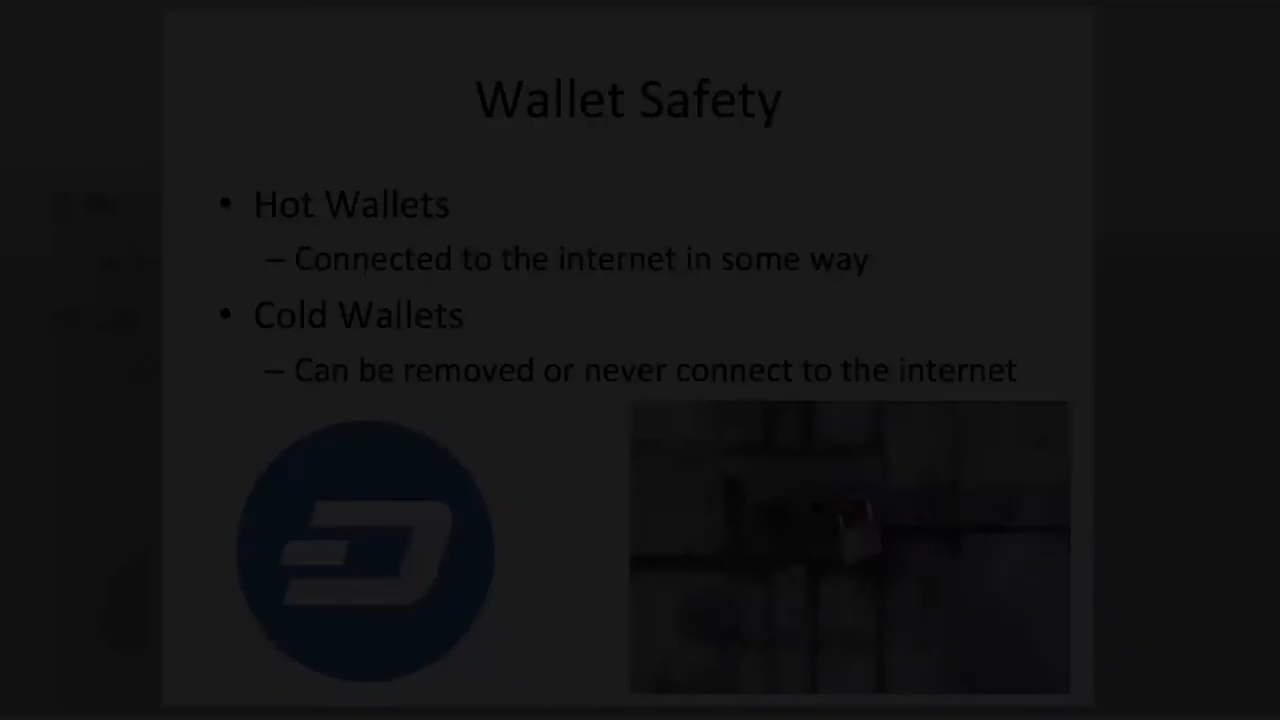 Wallet Safety
• Hot Wallets
– Connected to the internet in some way
• Cold Wallets
– Can be removed or never connect to the internet